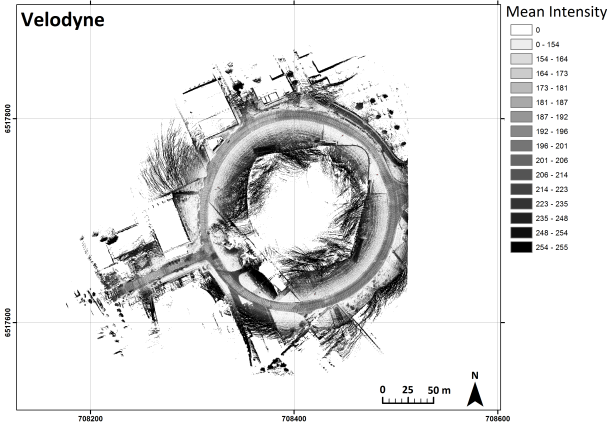 Velodyne
Mean Intensity
0
0 - 154
154 - 164
164 - 173
173 - 181
181 - 187
187 - 192
192 - 196
196 - 201
201 - 206
206 - 214
214 - 223
223 - 235
235 - 248
248 - 254
254 - 255
6517800
6517600
N
0 25 50 m
708200 708400 708600